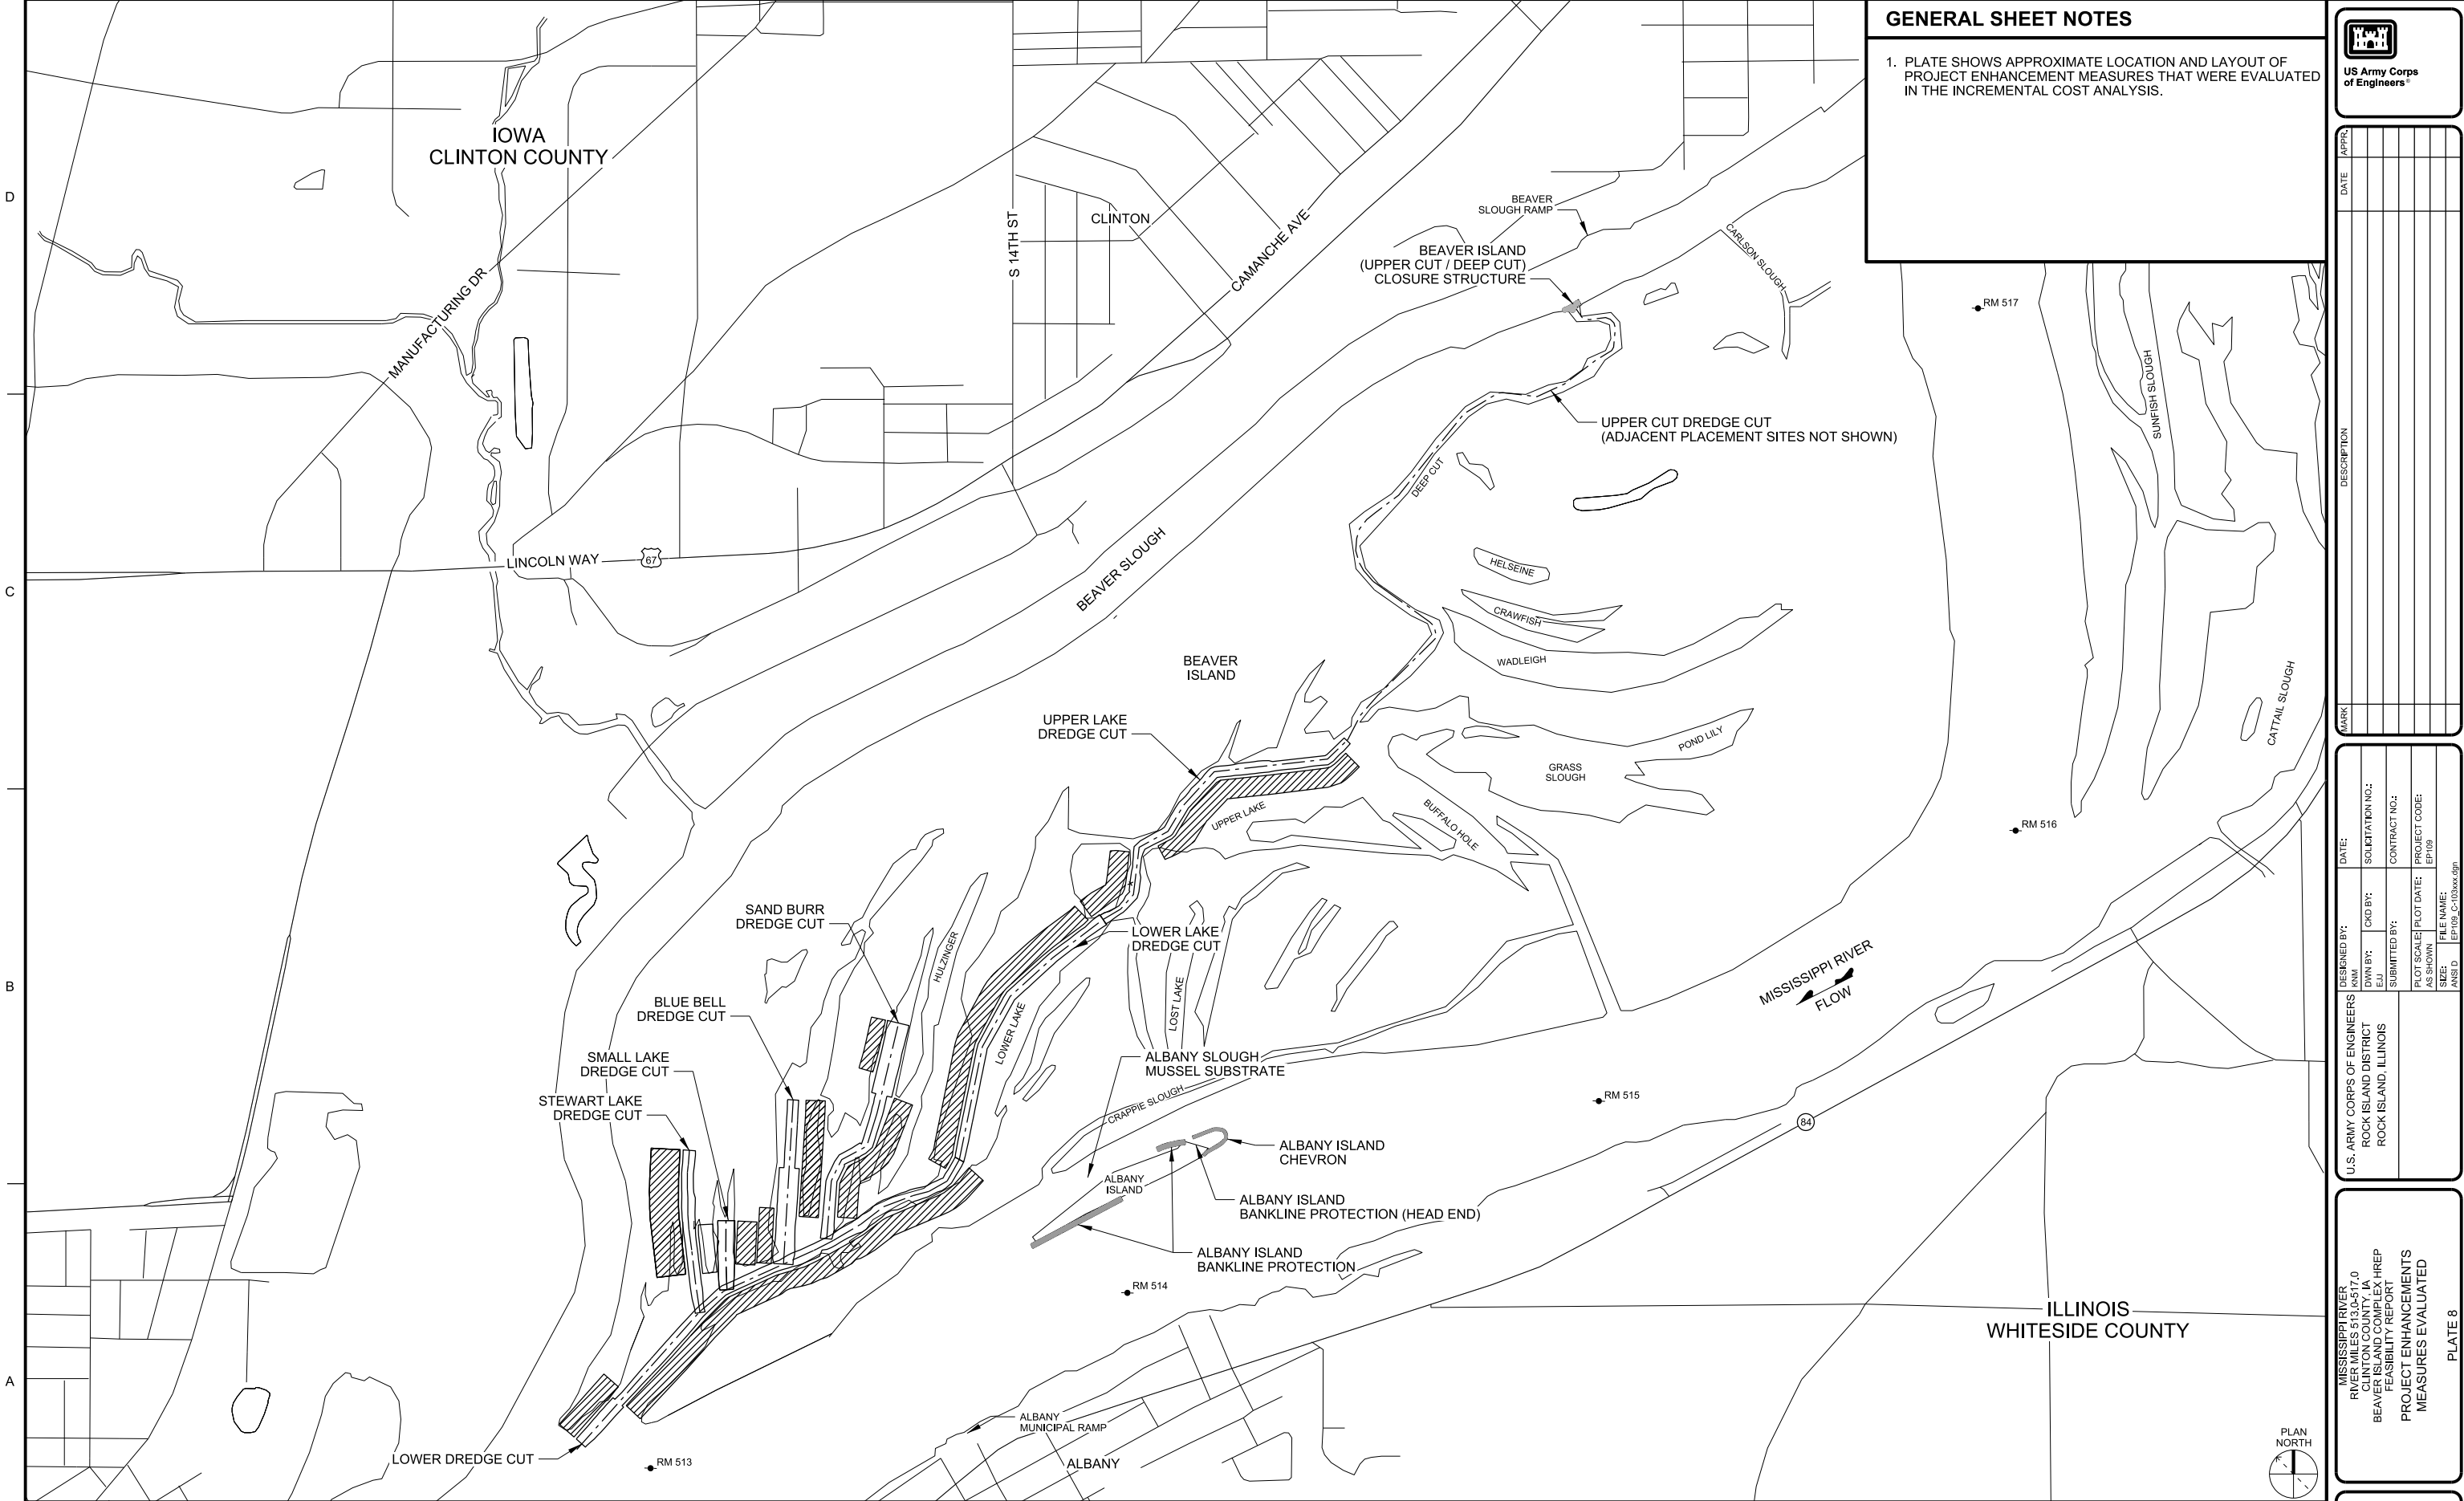 GENERAL SHEET NOTES
1. PLATE SHOWS APPROXIMATE LOCATION AND LAYOUT OF
PROJECT ENHANCEMENT MEASURES THAT WERE EVALUATED
IN THE INCREMENTAL COST ANALYSIS.
D
C
B
A
IOWA
CLINTON COUNTY
MANUFACTURING DR
S 14TH ST
CLINTON
CAMANCHE AVE
LINCOLN WAY
67
BEAVER
SLOUGH RAMP
BEAVER ISLAND
(UPPER CUT / DEEP CUT)
CLOSURE STRUCTURE
CARLSON SLOUGH
RM 517
SUNFISH SLOUGH
UPPER CUT DREDGE CUT
(ADJACENT PLACEMENT SITES NOT SHOWN)
DEEP CUT
BEAVER SLOUGH
HELSEINE
CRAWFISH
WADLEIGH
BEAVER
ISLAND
UPPER LAKE
DREDGE CUT
POND LILY
GRASS
SLOUGH
CATTAIL SLOUGH
UPPER LAKE
BUFFALO HOLE
RM 516
SAND BURR
DREDGE CUT
HULZINGER
LOWER LAKE
DREDGE CUT
BLUE BELL
DREDGE CUT
LOWER LAKE
LOST LAKE
MISSISSIPPI RIVER
FLOW
SMALL LAKE
DREDGE CUT
ALBANY SLOUGH
MUSSEL SUBSTRATE
STEWART LAKE
DREDGE CUT
CRAPPIE SLOUGH
RM 515
84
ALBANY ISLAND
CHEVRON
ALBANY
ISLAND
ALBANY ISLAND
BANKLINE PROTECTION (HEAD END)
ALBANY ISLAND
BANKLINE PROTECTION
RM 514
ILLINOIS
WHITESIDE COUNTY
ALBANY
MUNICIPAL RAMP
ALBANY
LOWER DREDGE CUT
RM 513
PLAN
NORTH
US Army Corps
of Engineers®
MARK
DESCRIPTION
DATE
APPR.
U.S. ARMY CORPS OF ENGINEERS
ROCK ISLAND DISTRICT
ROCK ISLAND, ILLINOIS
DESIGNED BY:
KNM
DATE:
DWN BY:
EJJ
CKD BY:
SOLICITATION NO.:
SUBMITTED BY:
CONTRACT NO.:
PLOT SCALE:
AS SHOWN
PLOT DATE:
PROJECT CODE:
EP109
SIZE:
ANSI D
FILE NAME:
EP109_C-103xxx.dgn
MISSISSIPPI RIVER
RIVER MILES 513.0-517.0
CLINTON COUNTY, IA
BEAVER ISLAND COMPLEX HREP
FEASIBILITY REPORT
PROJECT ENHANCEMENTS
MEASURES EVALUATED
PLATE 8